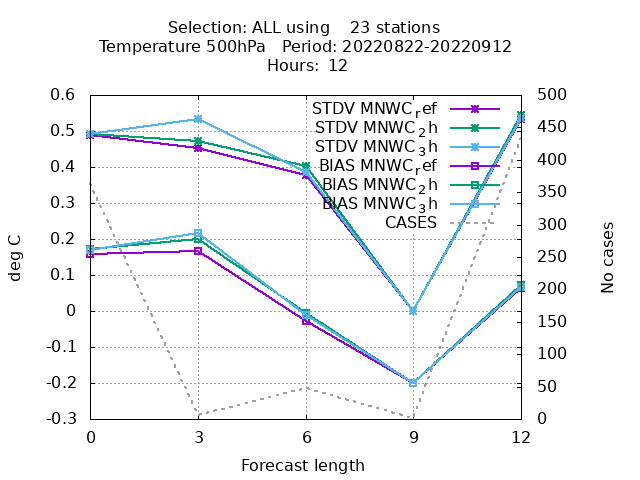 Selection: ALL using    23 stations
Temperature 500hPa   Period: 20220822-20220912
Hours:  12
0.6
0.5
0.4
0.3
0.2
0.1
0
-0.1
-0.2
-0.3
deg C
STDV MNWC_ref
STDV MNWC_2h
STDV MNWC_3h
BIAS MNWC_ref
BIAS MNWC_2h
BIAS MNWC_3h
CASES
500
450
400
350
300
250
200
150
100
50
0
No cases
0 3 6 9 12
Forecast length